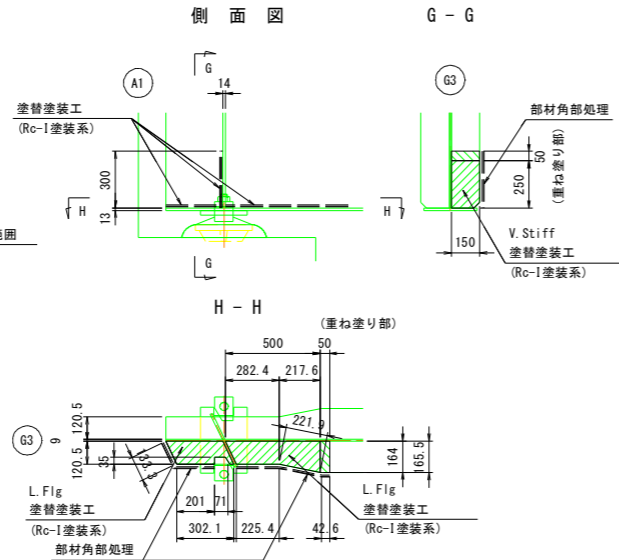 側 面 図
G
14
A1
塗替塗装工
(Rc-I塗装系)
300
13
H
H
G
囲
G - G
G3
部材角部処理
50
250
(重ね塗り部)
150
V.Stiff
塗替塗装工
(Rc-I塗装系)
H - H
(重ね塗り部)
500
50
282.4
217.6
221.9
120.5
9
120.5
35
G3
164
165.5
L.Flg
塗替塗装工
(Rc-I塗装系)
201
71
302.1
225.4
42.6
L.Flg
塗替塗装工
(Rc-I塗装系)
部材角部処理